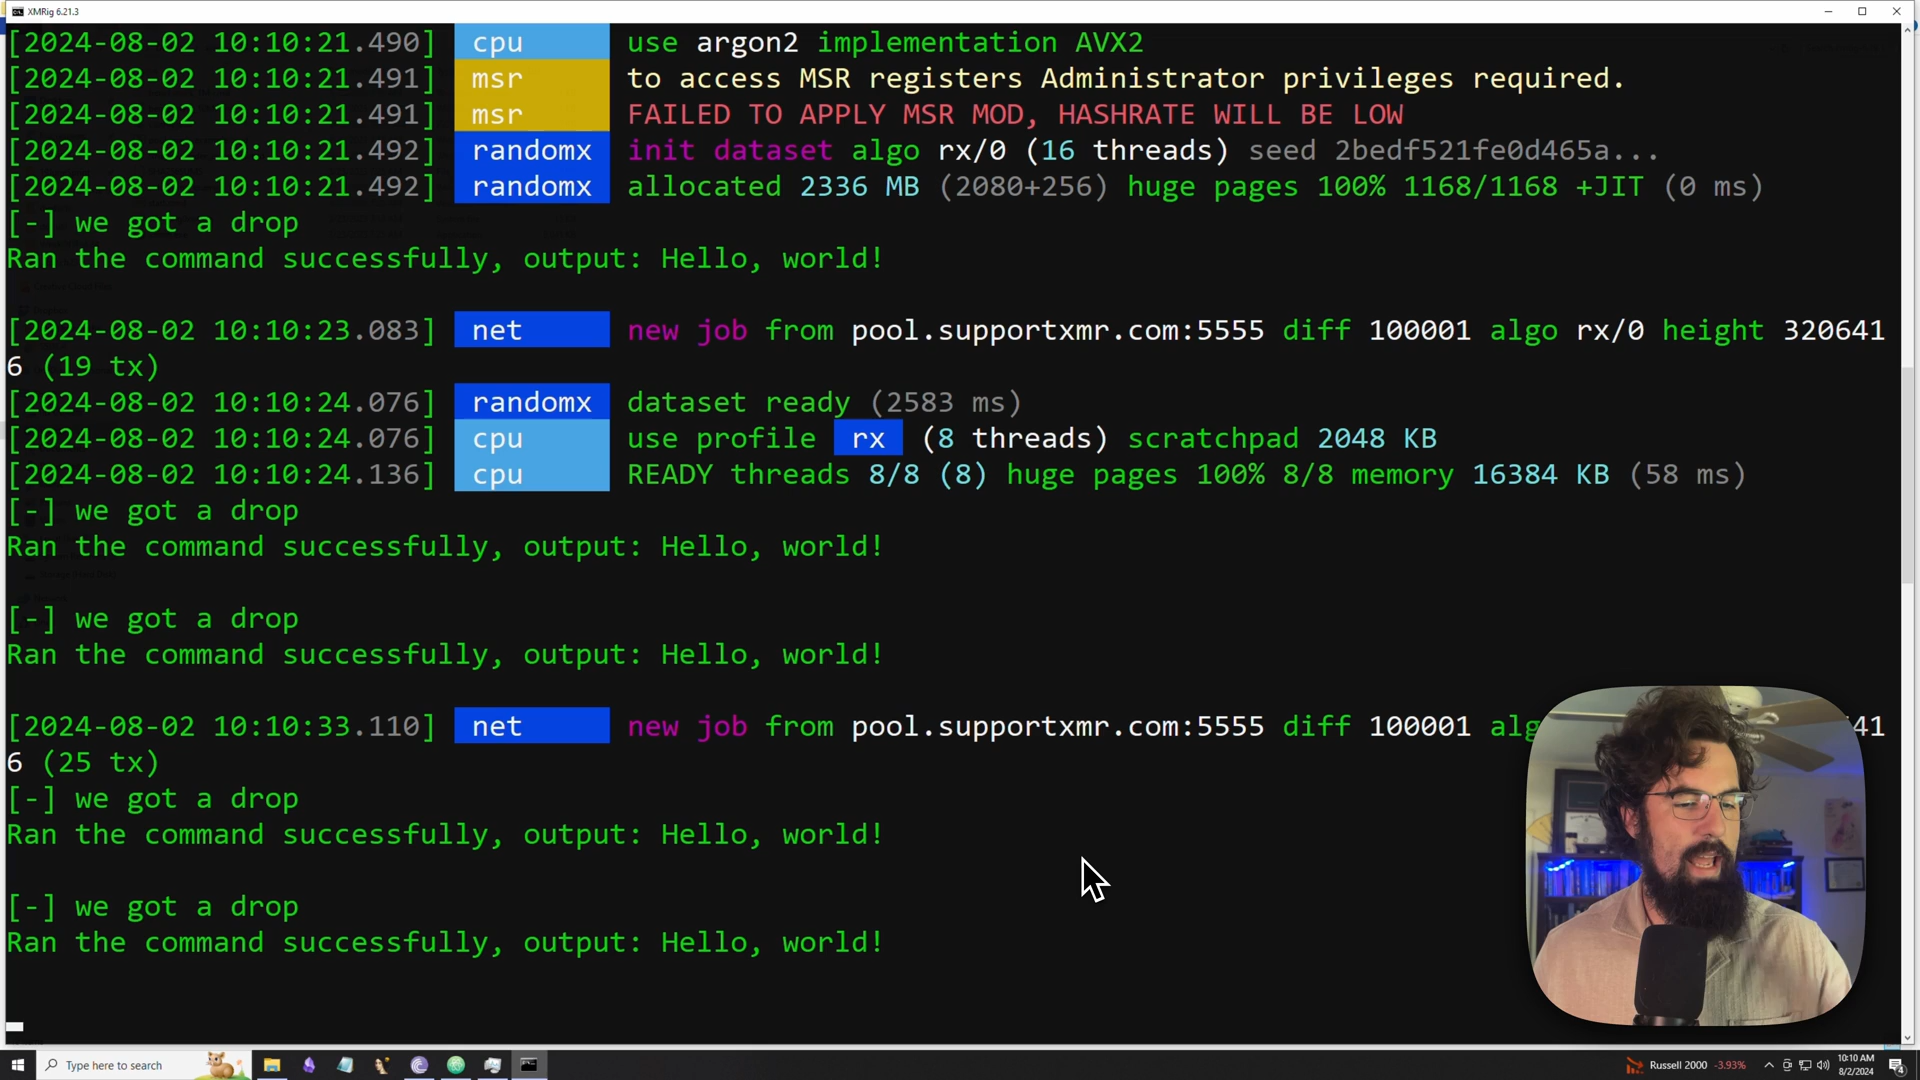 XMRig 6.21.3
[2024-08-02 10:10:21.490] cpu use argon2 implementation AVX2
[2024-08-02 10:10:21.491] msr to access MSR registers Administrator privileges required.
[2024-08-02 10:10:21.491] msr FAILED TO APPLY MSR MOD, HASHRATE WILL BE LOW
[2024-08-02 10:10:21.492] randomx init dataset algo rx/0 (16 threads) seed 2bedf521fe0d465a...
[2024-08-02 10:10:21.492] randomx allocated 2336 MB (2080+256) huge pages 100% 1168/1168 +JIT (0 ms)
[-] we got a drop
Ran the command successfully, output: Hello, world!
[2024-08-02 10:10:23.083] net new job from pool.supportxmr.com:5555 diff 100001 algo rx/0 height 320641
6 (19 tx)
[2024-08-02 10:10:24.076] randomx dataset ready (2583 ms)
[2024-08-02 10:10:24.076] cpu use profile rx (8 threads) scratchpad 2048 KB
[2024-08-02 10:10:24.136] cpu READY threads 8/8 (8) huge pages 100% 8/8 memory 16384 KB (58 ms)
[-] we got a drop
Ran the command successfully, output: Hello, world!
[-] we got a drop
Ran the command successfully, output: Hello, world!
[2024-08-02 10:10:33.110] net new job from pool.supportxmr.com:5555 diff 100001 alg 41
6 (25 tx)
[-] we got a drop
Ran the command successfully, output: Hello, world!
[-] we got a drop
Ran the command successfully, output: Hello, world!
Type here to search
Russell 2000 -3.93%
10:10 AM
8/2/2024